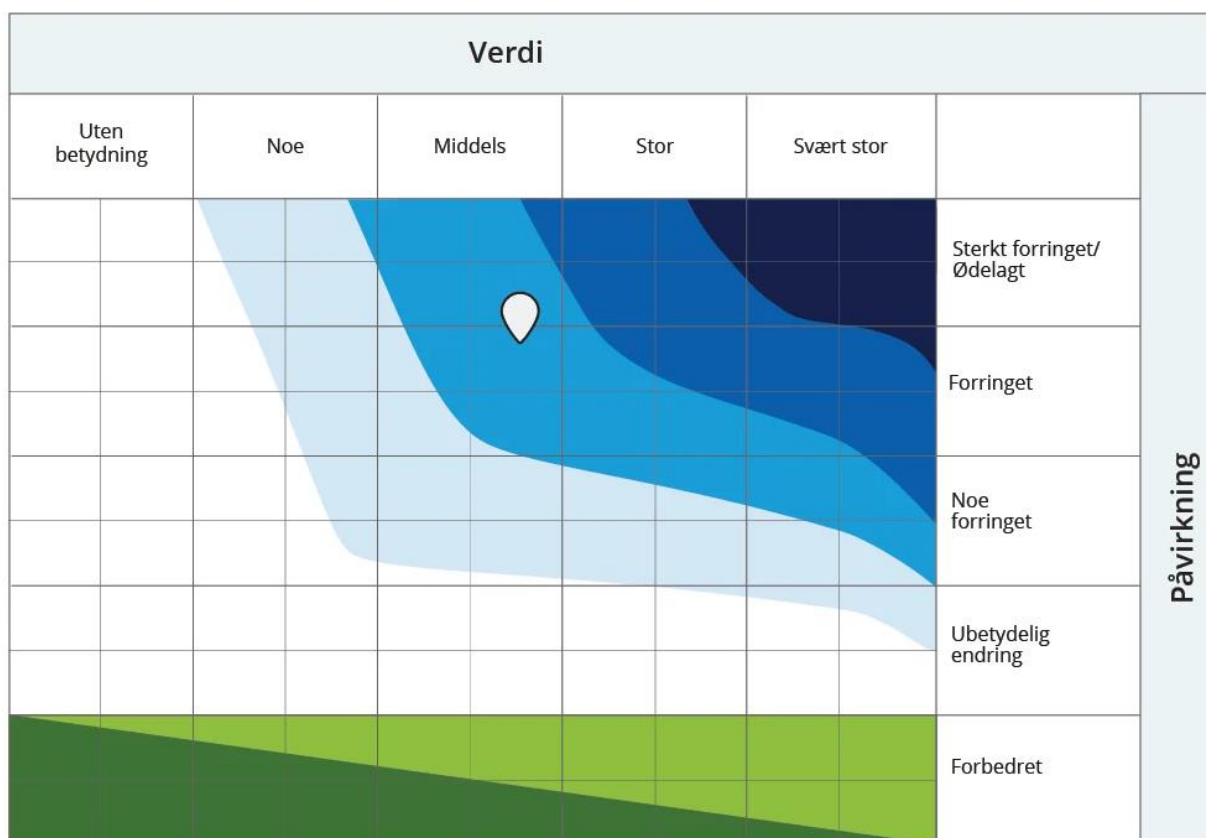 Verdi
Uten
betydning
Noe
Middels
Stor
Svært stor
Sterkt forringet/
Ødelagt
Forringet
Noe
forringet
Ubetydelig
endring
Forbedret
Påvirkning